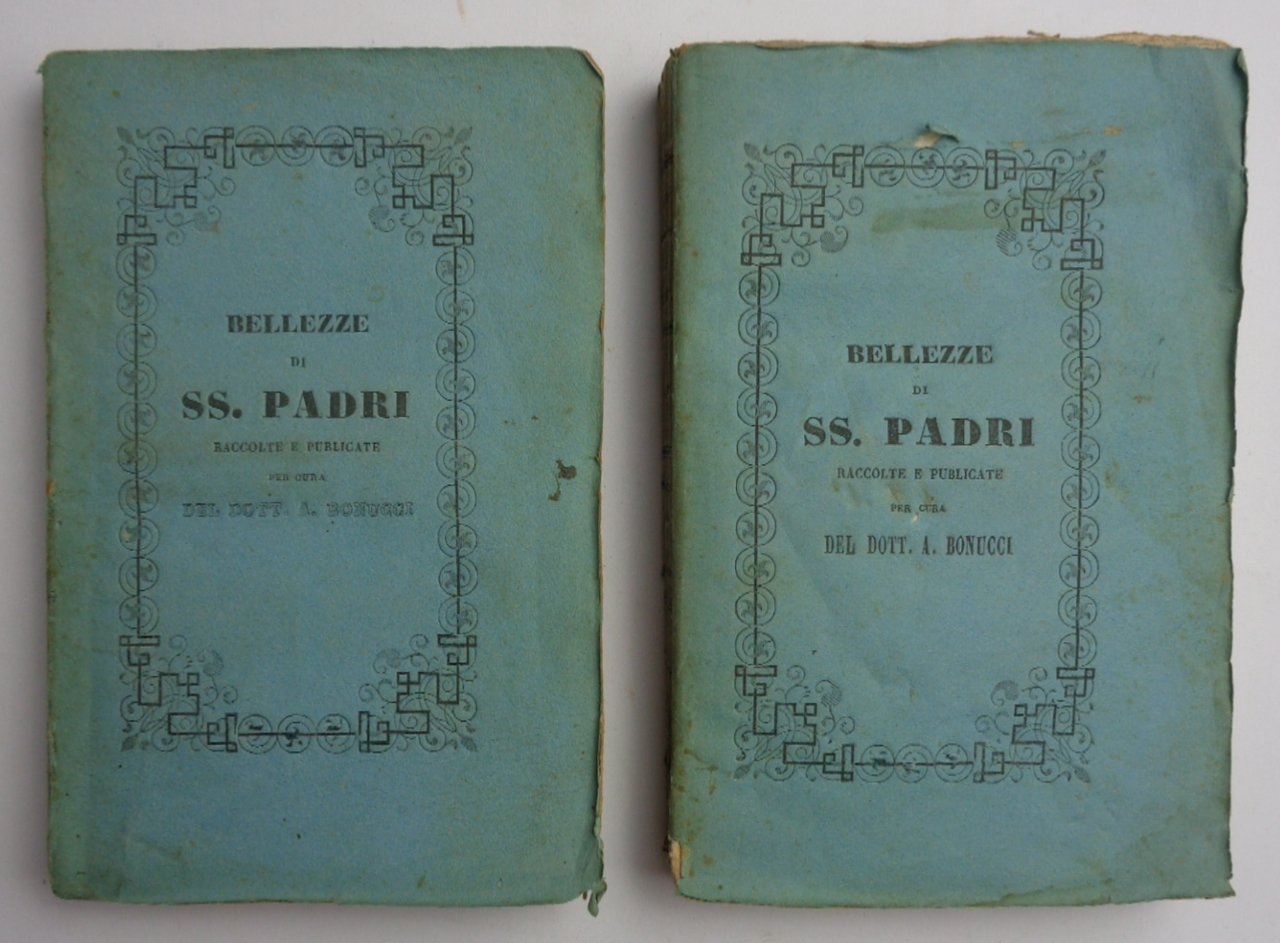 BELLEZZE
DI
SS. PADRI
RACCOLTE E PUBLICATE
PER CURA
DEL DOTT. A. BONUCCI
BELLEZZE
DI
SS. PADRI
RACCOLTE E PUBLICATE
PER CURA
DEL DOTT. A. BONUCCI